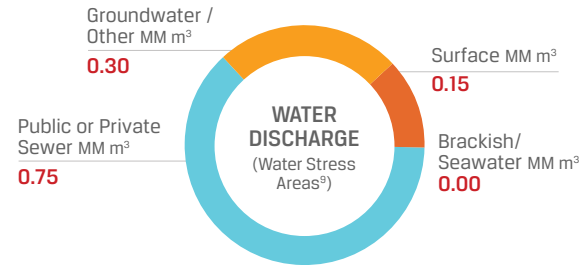 Groundwater /
Other MM m³
0.30
Surface MM m³
0.15
WATER
DISCHARGE
(Water Stress
Areas⁹)
Public or Private
Sewer MM m³
0.75
Brackish/
Seawater MM m³
0.00